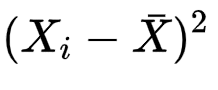 $(X_i - \bar{X})^2$